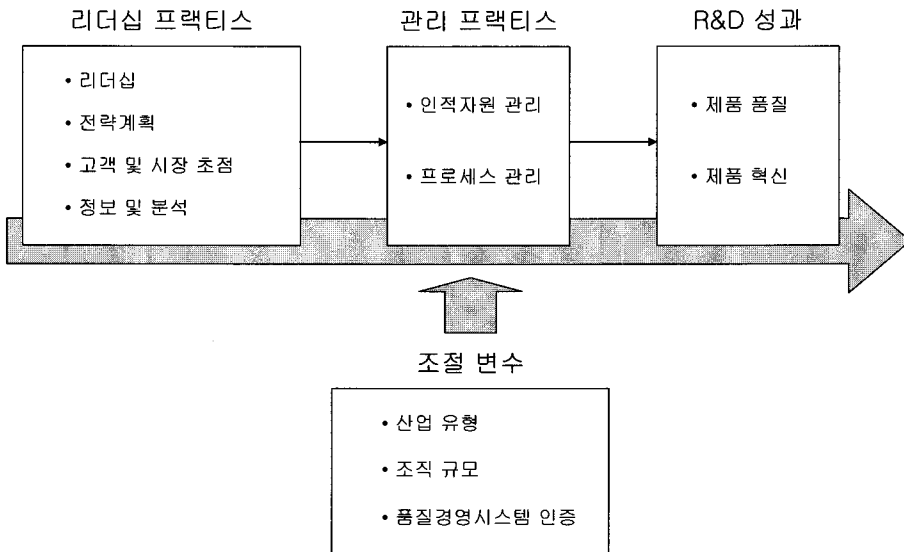 리더십 프랙티스
• 리더십
• 전략계획
• 고객 및 시장 초점
• 정보 및 분석
관리 프랙티스
• 인적자원 관리
• 프로세스 관리
R&D 성과
• 제품 품질
• 제품 혁신
조절 변수
• 산업 유형
• 조직 규모
• 품질경영시스템 인증